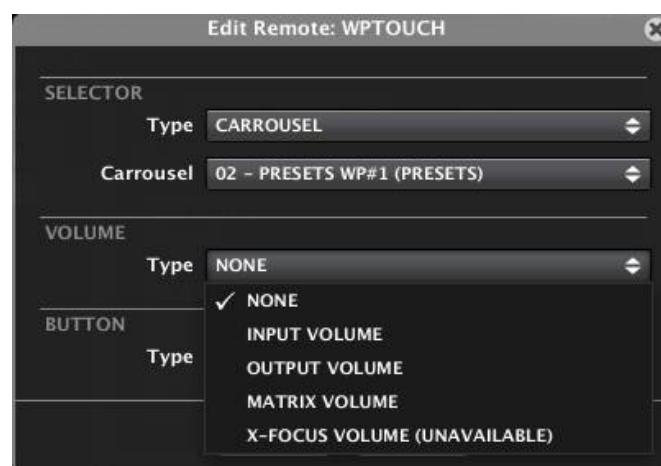 Edit Remote: WPTOUCH
SELECTOR
Type CARROUSEL
Carrousel 02 - PRESETS WP#1 (PRESETS)
VOLUME
Type NONE
✓ NONE
BUTTON
INPUT VOLUME
Type
OUTPUT VOLUME
MATRIX VOLUME
X-FOCUS VOLUME (UNAVAILABLE)